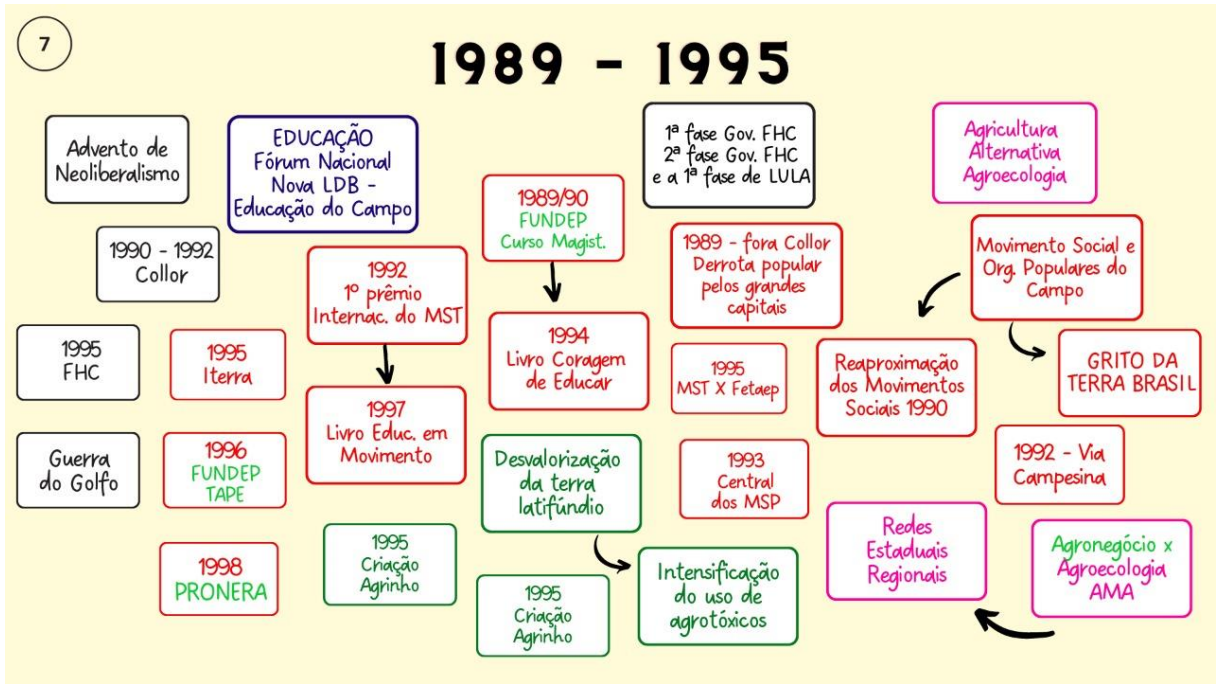 7
1989 - 1995
Advento de
Neoliberalismo
EDUCAÇÃO
Fórum Nacional
Nova LDB -
Educação do Campo
1ª fase Gov. FHC
2ª fase Gov. FHC
e a 1ª fase de LULA
Agricultura
Alternativa
Agroecologia
1990 - 1992
Collor
1992
1º prêmio
Internac. do MST
1989/90
FUNDEP
Curso Magist.
1989 - fora Collor
Derrota popular
pelos grandes
capitais
Movimento Social e
Org. Populares do
Campo
1995
FHC
1995
Iterra
1997
Livro Educ. em
Movimento
1994
Livro Coragem
de Educar
1995
MST X Fetaep
Reaproximação
dos Movimentos
Sociais 1990
GRITO DA
TERRA BRASIL
Guerra
do Golfo
1996
FUNDEP
TAPE
Desvalorização
da terra
latifúndio
1993
Central
dos MSP
1992 - Via
Campesina
1998
PRONERA
1995
Criação
Agrinho
1995
Criação
Agrinho
Intensificação
do uso de
agrotóxicos
Redes
Estaduais
Regionais
Agronegócio x
Agroecologia
AMA